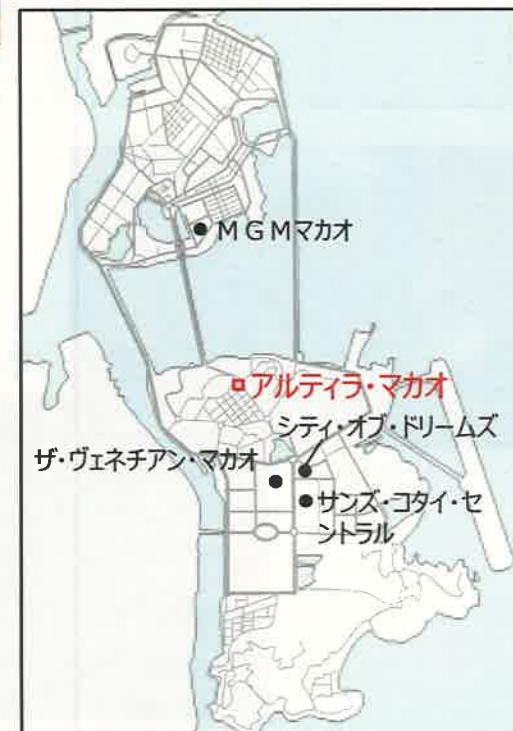 MGMマカオ
アルティラ・マカオ
シティ・オブ・ドリームズ
ザ・ヴェネチアン・マカオ
サンズ・コタイ・セ
ントラル